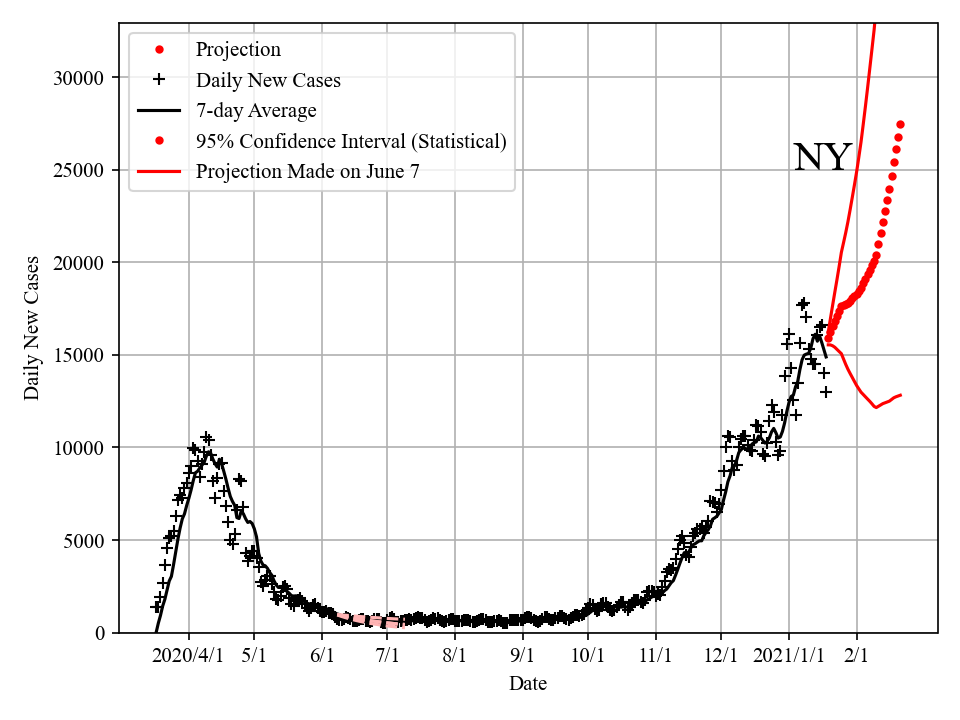 Projection
Daily New Cases
7-day Average
95% Confidence Interval (Statistical)
Projection Made on June 7
NY
30000
25000
20000
15000
10000
5000
0
Daily New Cases
2020/4/1 5/1 6/1 7/1 8/1 9/1 10/1 11/1 12/1 2021/1/1 2/1
Date